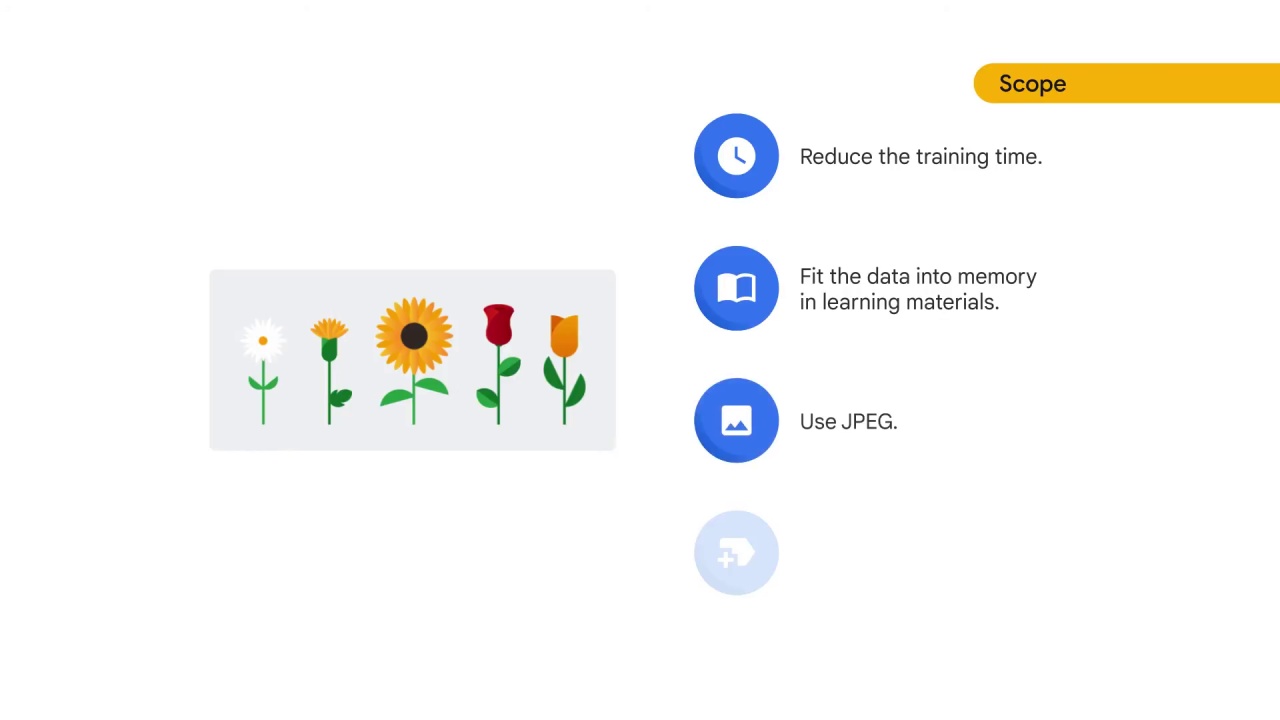 Scope
Reduce the training time.
Fit the data into memory
in learning materials.
Use JPEG.